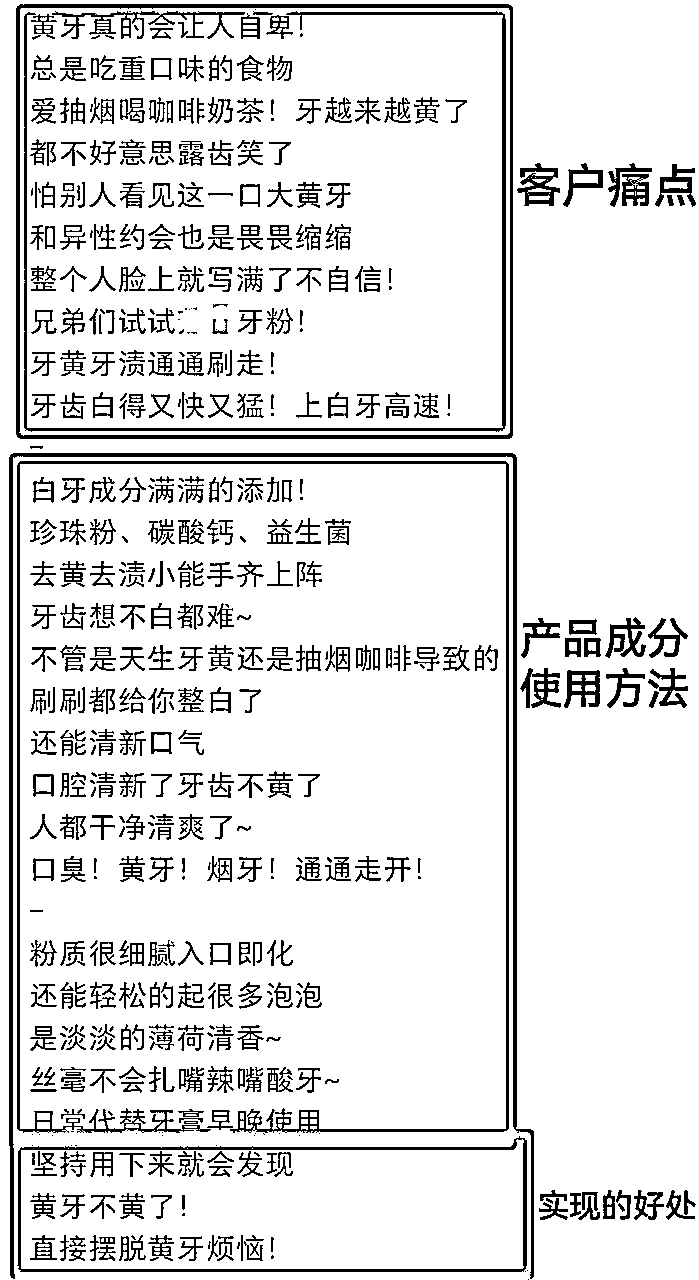 黄牙真的会让人自卑！
总是吃重口味的食物
爱抽烟喝咖啡奶茶！牙越来越黄了
都不好意思露齿笑了
怕别人看见这一口大黄牙
和异性约会也是畏畏缩缩
整个人脸上就写满了不自信！
兄弟们试试 牙粉！
牙黄牙渍通通刷走！
牙齿白得又快又猛！上白牙高速！
客户痛点
–
白牙成分满满的添加！
珍珠粉、碳酸钙、益生菌
去黄去渍小能手齐上阵
牙齿想不白都难~
不管是天生牙黄还是抽烟咖啡导致的
刷刷都给你整白了
还能清新口气
口腔清新了牙齿不黄了
人都干净清爽了~
口臭！黄牙！烟牙！通通走开！
–
粉质很细腻入口即化
还能轻松的起很多泡泡
是淡淡的薄荷清香~
丝毫不会扎嘴辣嘴酸牙~
日常代替牙膏早晚使用
产品成分
使用方法
坚持用下来就会发现
黄牙不黄了！
直接摆脱黄牙烦恼！
实现的好处